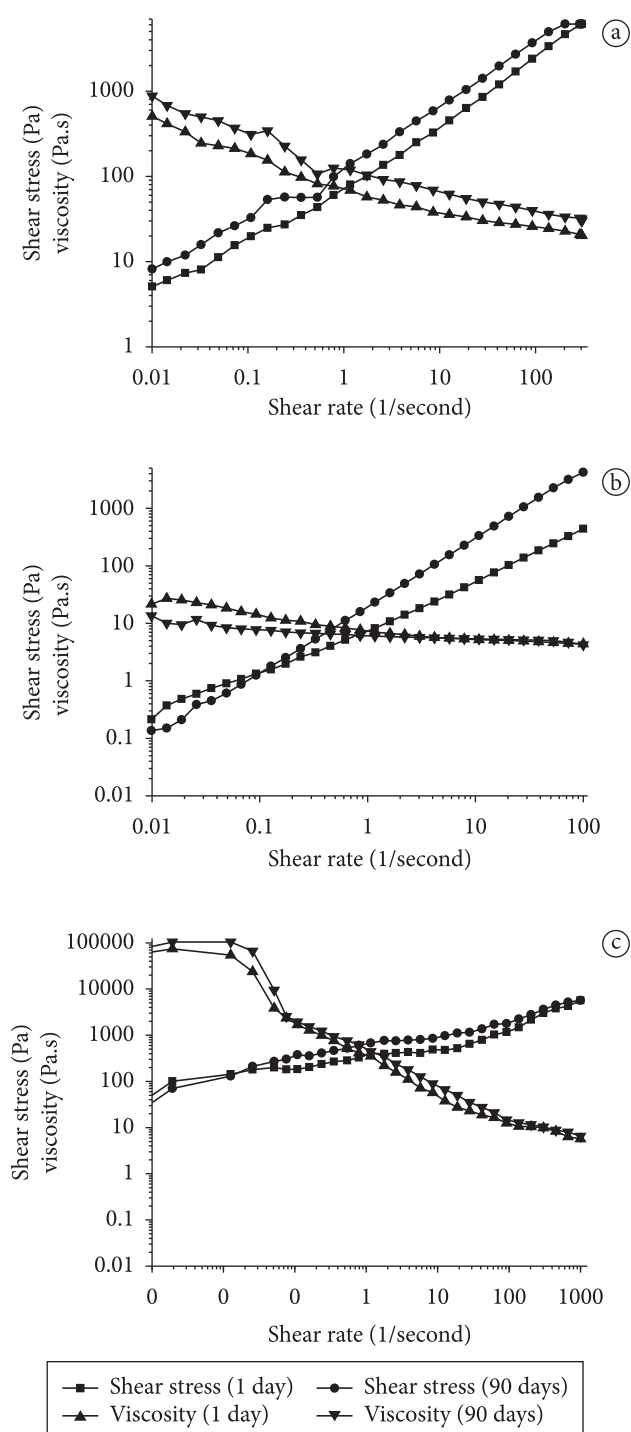 a
Shear stress (Pa)
viscosity (Pa.s)
1000
100
10
1
0.01 0.1 1 10 100
Shear rate (1/second)
b
Shear stress (Pa)
viscosity (Pa.s)
1000
100
10
1
0.1
0.01
0.01 0.1 1 10 100
Shear rate (1/second)
c
Shear stress (Pa)
viscosity (Pa.s)
100000
10000
1000
100
10
1
0.1
0.01
0 0 0 1 10 100 1000
Shear rate (1/second)
Shear stress (1 day) Shear stress (90 days)
Viscosity (1 day) Viscosity (90 days)